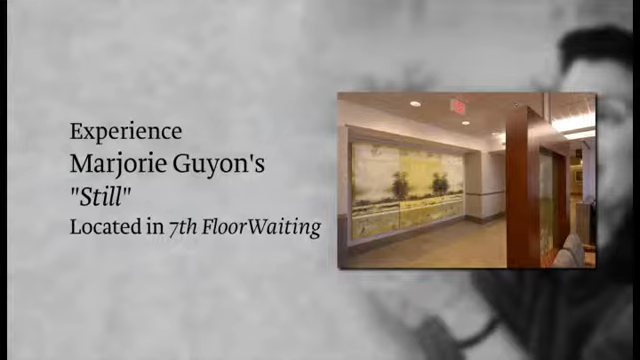 Experience
Marjorie Guyon's
"Still"
Located in 7th FloorWaiting